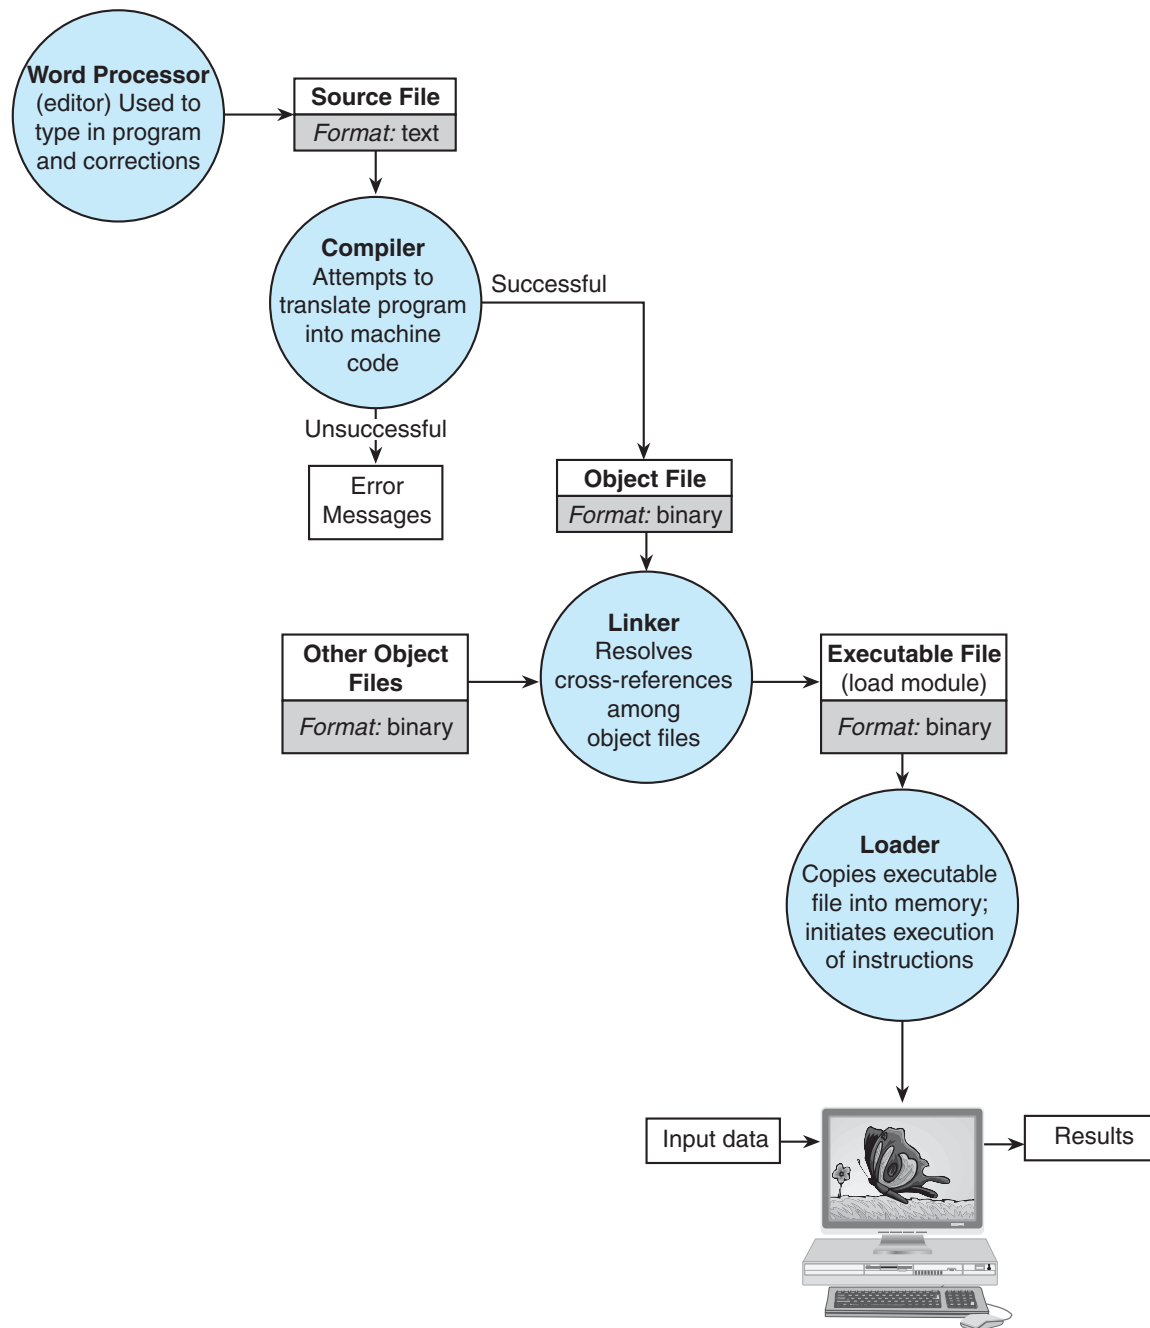 Word Processor
(editor) Used to
type in program
and corrections
Source File
Format: text
Compiler
Attempts to
translate program
into machine
code
Successful
Unsuccessful
Error
Messages
Object File
Format: binary
Linker
Resolves
cross-references
among
object files
Other Object
Files
Format: binary
Executable File
(load module)
Format: binary
Loader
Copies executable
file into memory;
initiates execution
of instructions
Input data
Results